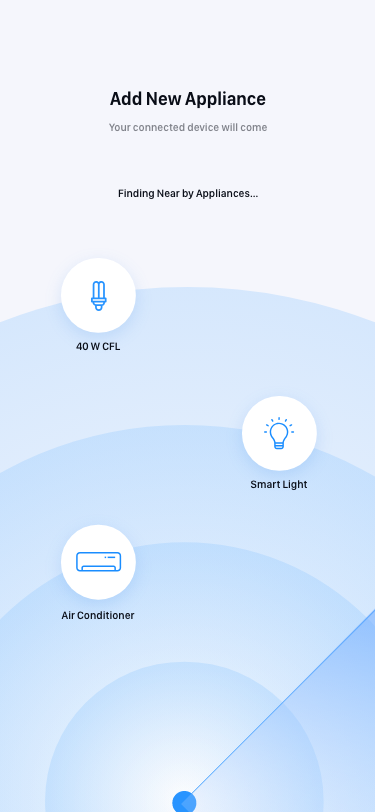 Add New Appliance
Your connected device will come
Finding Near by Appliances...
40 W CFL
Smart Light
Air Conditioner